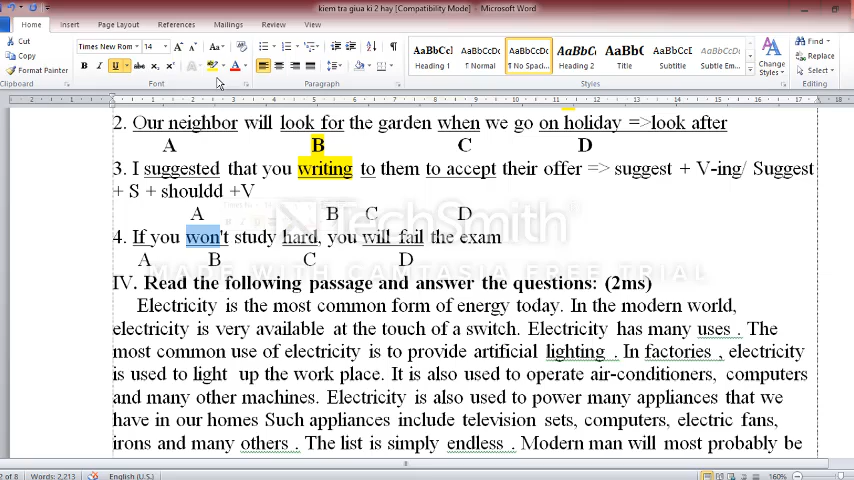 kiem tra giua ki 2 hay [Compatibility Mode] - Microsoft Word
Home Insert Page Layout References Mailings Review View
Cut
Copy
Format Painter
Clipboard
Times New Rom 14
Font
Paragraph
AaBbCc AaBbCcDc AaBbCcDc AaBbCc AaBbC AaBbCcDc
Heading 1 ¶ Normal ¶ No Spaci... Heading 2 Title Subtle Em...
Styles
Change
Styles
Find
Replace
Select
Editing
2. Our neighbor will look for the garden when we go on holiday =>look after
A B C D
3. I suggested that you writing to them to accept their offer => suggest + V-ing/ Suggest
+ S + shouldd +V
A B C D
4. If you won't study hard, you will fail the exam
A B C D
TechSmith
MADE WITH CAMTASIA FREE TRIAL
IV. Read the following passage and answer the questions: (2ms)
Electricity is the most common form of energy today. In the modern world,
electricity is very available at the touch of a switch. Electricity has many uses . The
most common use of electricity is to provide artificial lighting . In factories , electricity
is used to light up the work place. It is also used to operate air-conditioners, computers
and many other machines. Electricity is also used to power many appliances that we
have in our homes Such appliances include television sets, computers, electric fans,
irons and many others . The list is simply endless . Modern man will most probably be
2 of 8 Words: 2,213 English (U.S.) 160%